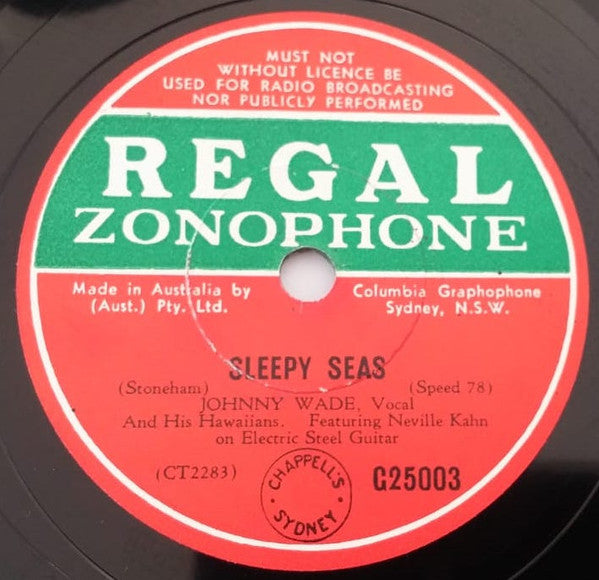 MUST NOT
WITHOUT LICENCE BE
USED FOR RADIO BROADCASTING
NOR PUBLICLY PERFORMED
REGAL
ZONOPHONE
Made in Australia by Columbia Graphophone
(Aust.) Pty. Ltd. Sydney, N.S.W.
SLEEPY SEAS
(Stoneham) (Speed 78)
JOHNNY WADE, Vocal
And His Hawaiians. Featuring Neville Kahn
on Electric Steel Guitar
(CT2283) G25003
CHAPPELL'S
SYDNEY